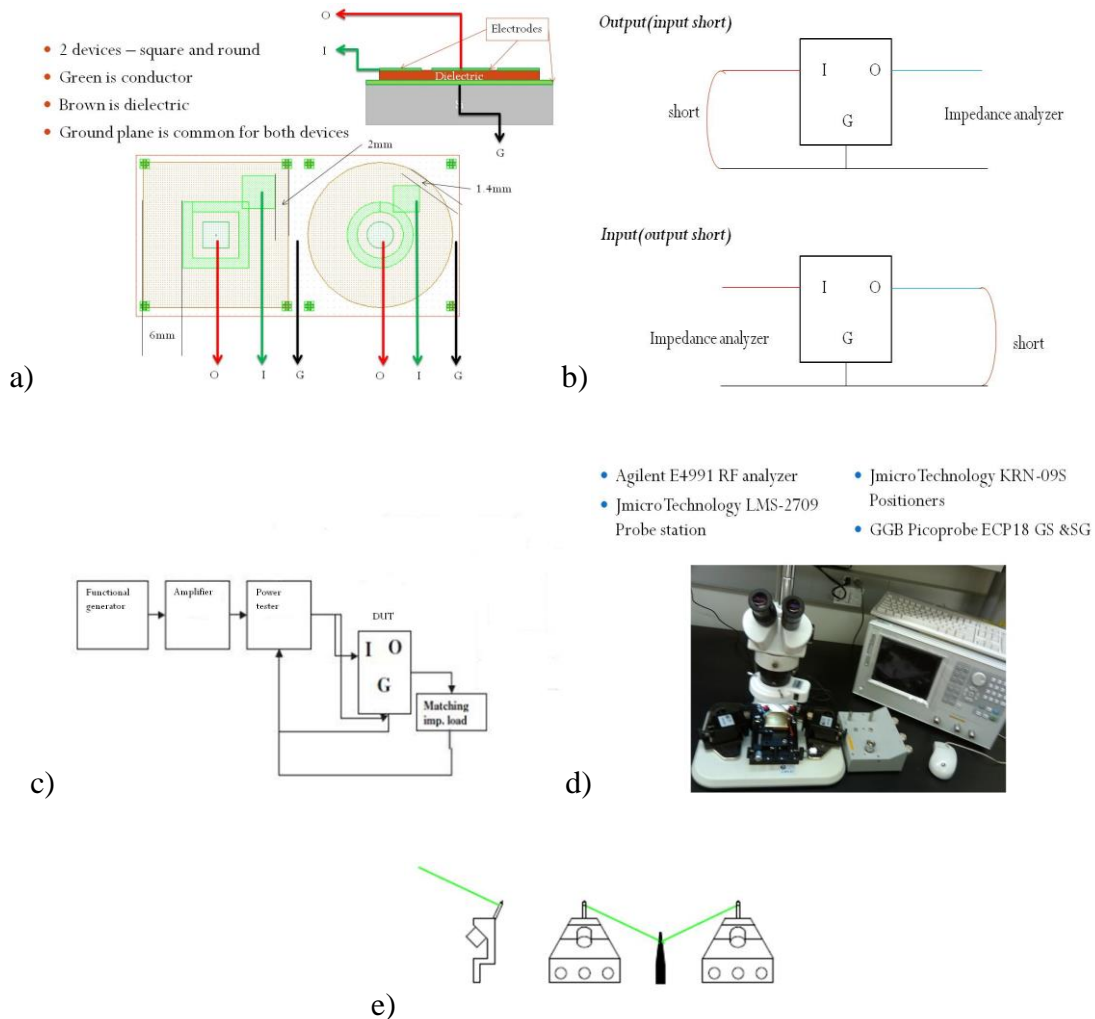 • 2 devices – square and round
• Green is conductor
• Brown is dielectric
• Ground plane is common for both devices
O
I
Electrodes
Dielectric
G
2mm
1.4mm
6mm
O I G O I G
a)
Output(input short)
I O
G
short
Impedance analyzer
Input(output short)
I O
G
Impedance analyzer
short
b)
Functional
generator
Amplifier
Power
tester
DUT
I O
G
Matching
imp. load
c)
• Agilent E4991 RF analyzer
• Jmicro Technology LMS-2709
Probe station
• Jmicro Technology KRN-09S
Positioners
• GGB Picoprobe ECP18 GS &SG
d)
e)